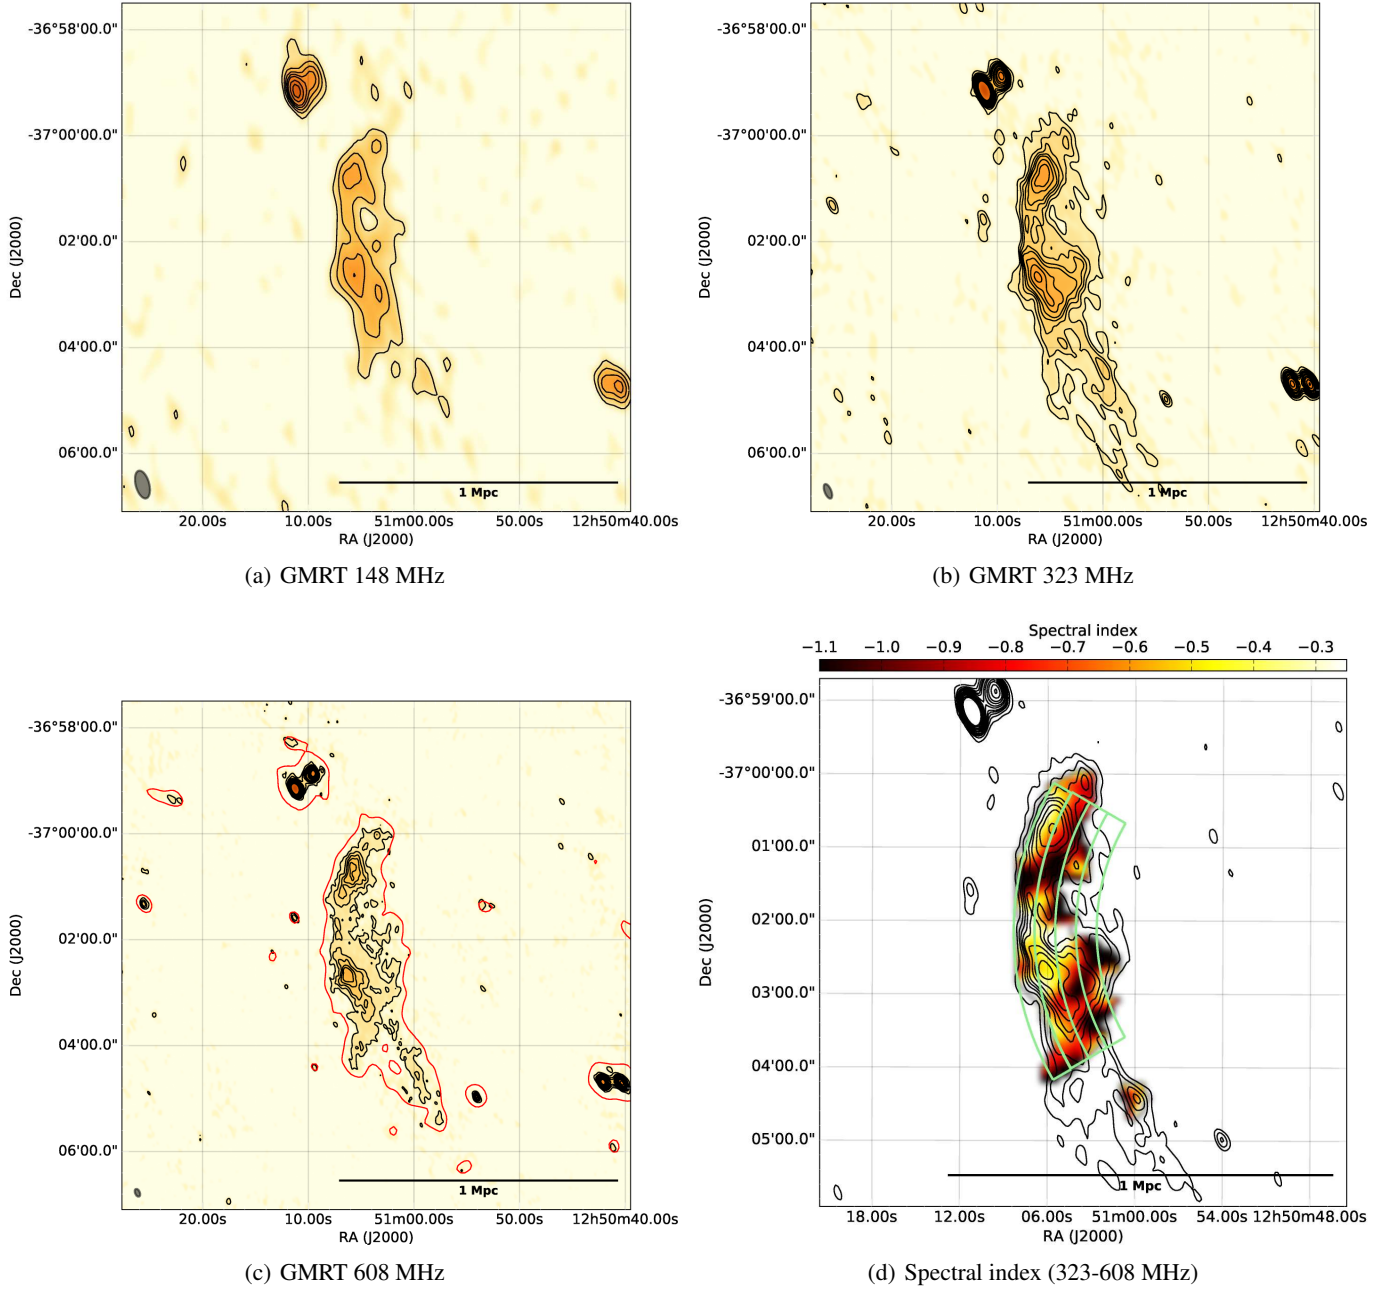 -36°58'00.0"
-37°00'00.0"
02'00.0"
04'00.0"
06'00.0"
Dec (J2000)
1 Mpc
20.00s 10.00s 51m00.00s 50.00s 12h50m40.00s
RA (J2000)
(a) GMRT 148 MHz
-36°58'00.0"
-37°00'00.0"
02'00.0"
04'00.0"
06'00.0"
Dec (J2000)
1 Mpc
20.00s 10.00s 51m00.00s 50.00s 12h50m40.00s
RA (J2000)
(b) GMRT 323 MHz
-36°58'00.0"
-37°00'00.0"
02'00.0"
04'00.0"
06'00.0"
Dec (J2000)
1 Mpc
20.00s 10.00s 51m00.00s 50.00s 12h50m40.00s
RA (J2000)
(c) GMRT 608 MHz
Spectral index
−1.1 −1.0 −0.9 −0.8 −0.7 −0.6 −0.5 −0.4 −0.3
-36°59'00.0"
-37°00'00.0"
01'00.0"
02'00.0"
03'00.0"
04'00.0"
05'00.0"
Dec (J2000)
1 Mpc
18.00s 12.00s 06.00s 51m00.00s 54.00s 12h50m48.00s
RA (J2000)
(d) Spectral index (323-608 MHz)